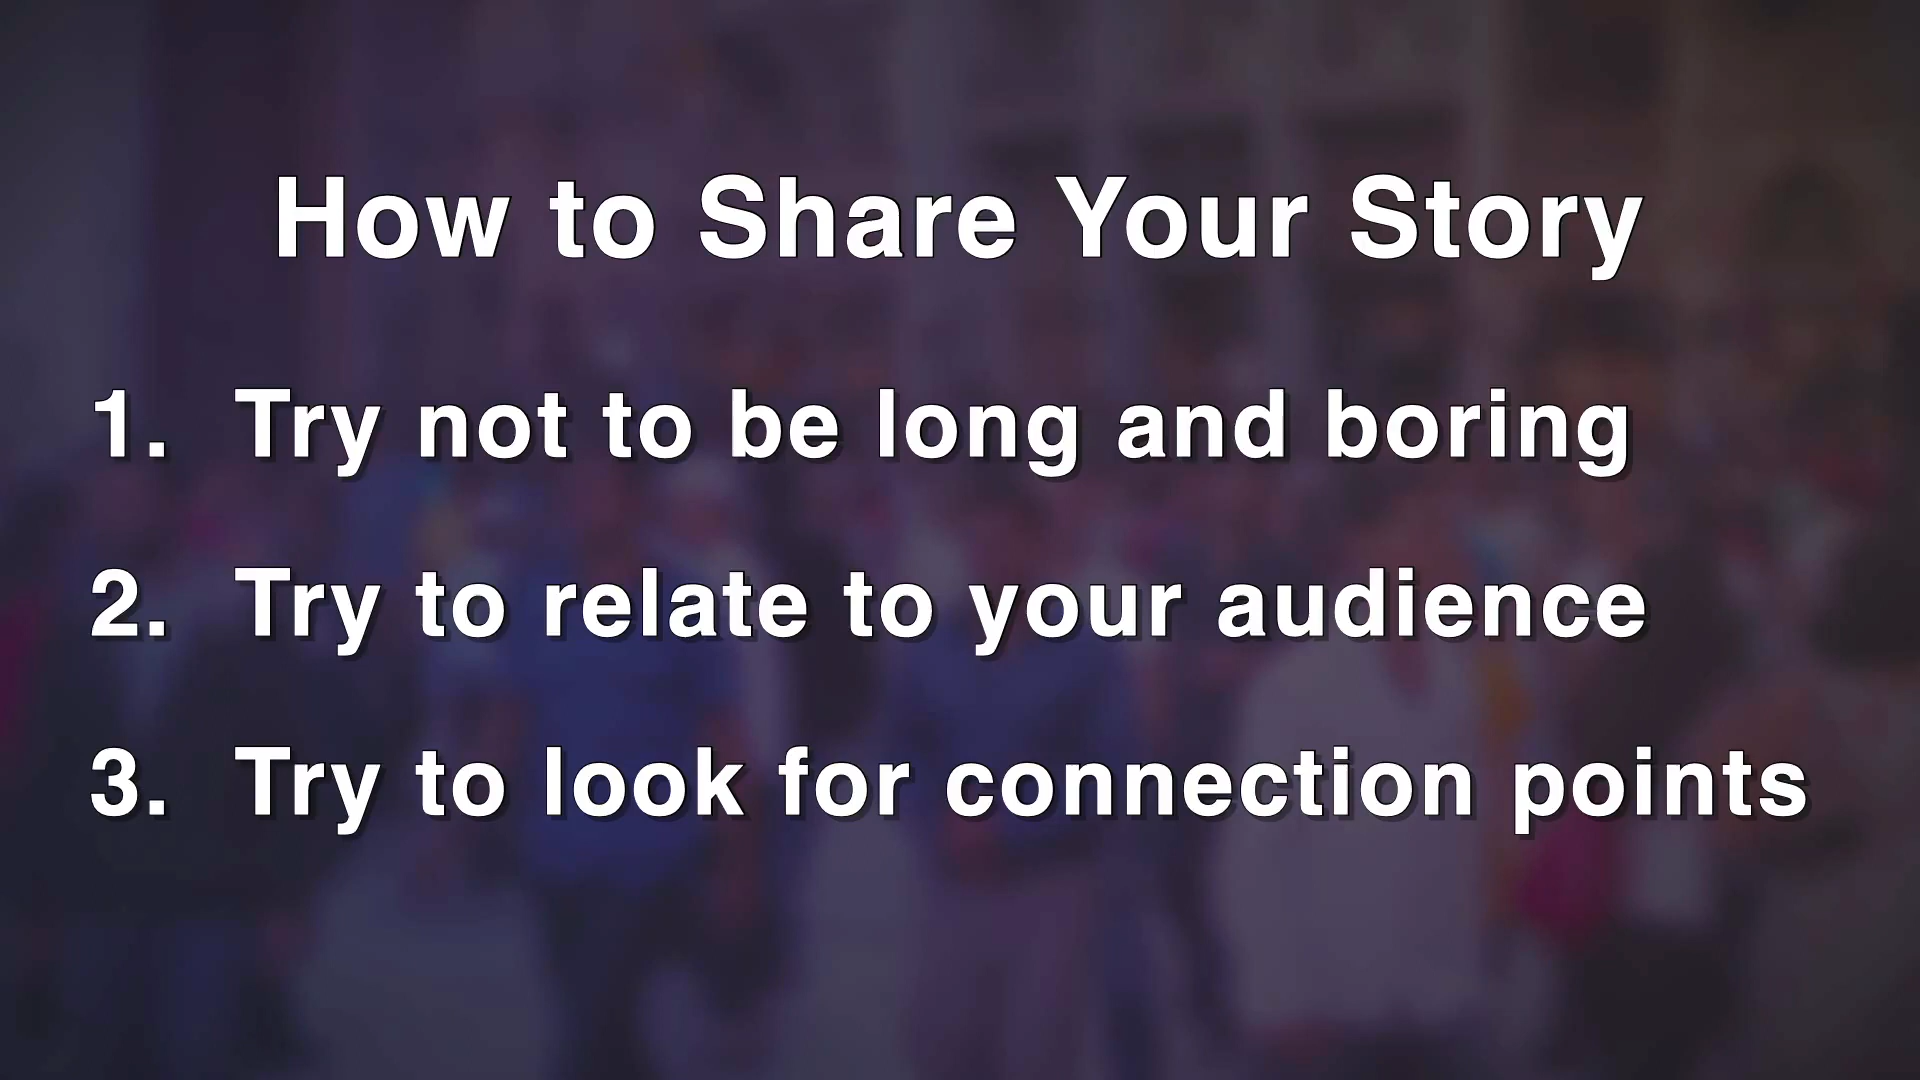 How to Share Your Story
1. Try not to be long and boring
2. Try to relate to your audience
3. Try to look for connection points